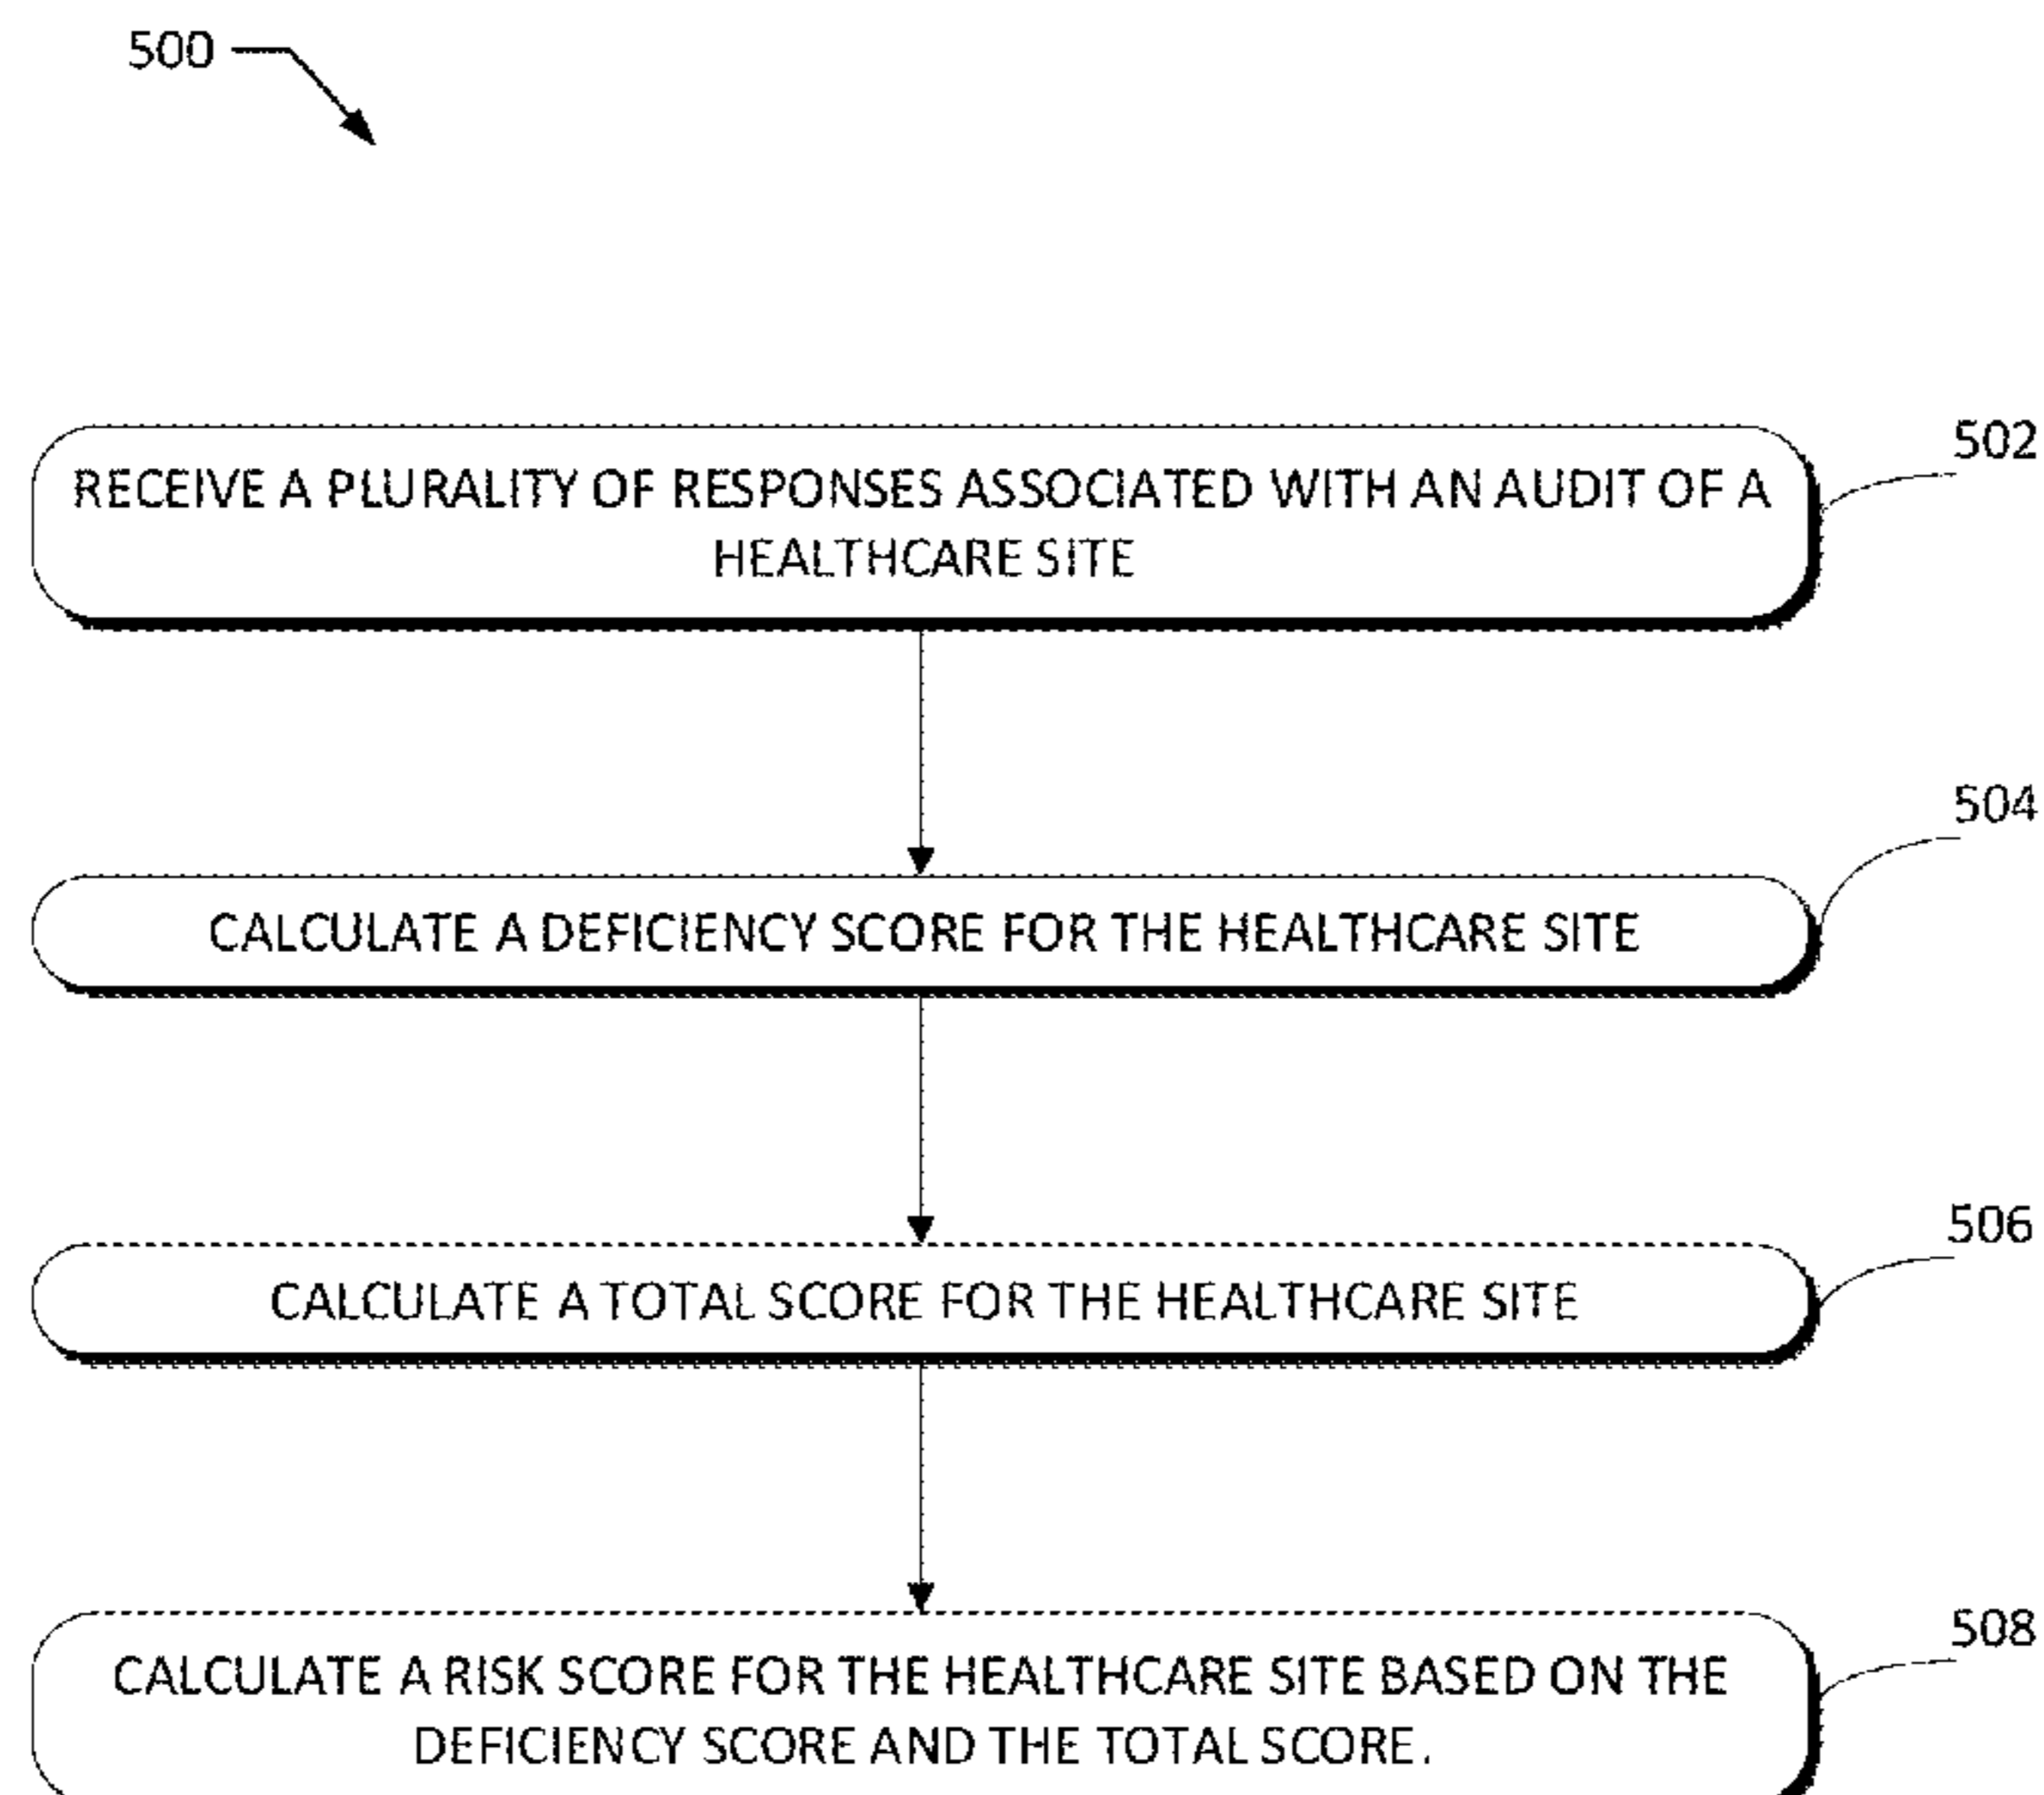 500
502
RECEIVE A PLURALITY OF RESPONSES ASSOCIATED WITH AN AUDIT OF A
HEALTHCARE SITE
504
CALCULATE A DEFICIENCY SCORE FOR THE HEALTHCARE SITE
506
CALCULATE A TOTAL SCORE FOR THE HEALTHCARE SITE
508
CALCULATE A RISK SCORE FOR THE HEALTHCARE SITE BASED ON THE
DEFICIENCY SCORE AND THE TOTAL SCORE.